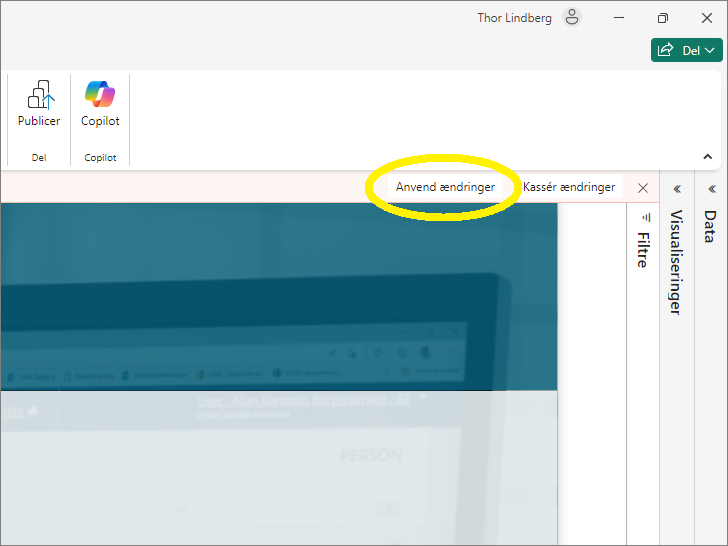 Thor Lindberg
Del
Publicer
Copilot
Del
Copilot
Anvend ændringer
Kassér ændringer
Filtre
Visualiseringer
Data
PERSON